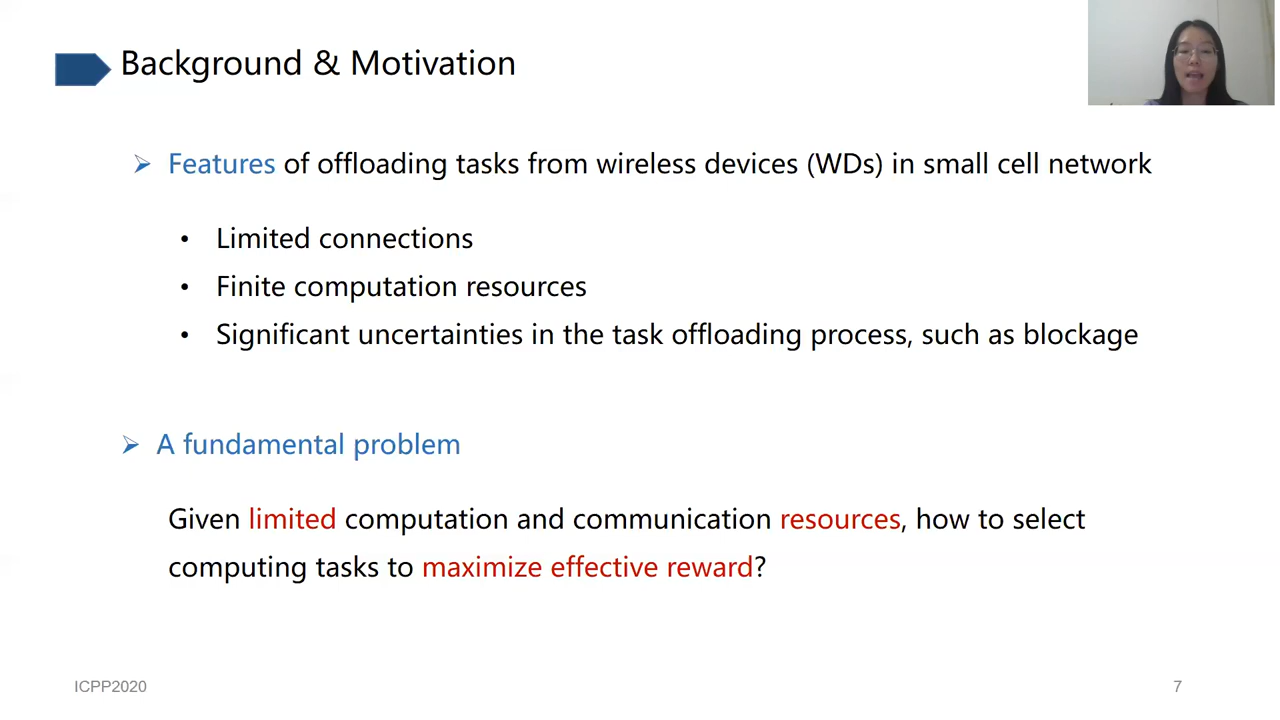 Background & Motivation
➢ Features of offloading tasks from wireless devices (WDs) in small cell network
• Limited connections
• Finite computation resources
• Significant uncertainties in the task offloading process, such as blockage
➢ A fundamental problem
Given limited computation and communication resources, how to select
computing tasks to maximize effective reward?
ICPP2020
7